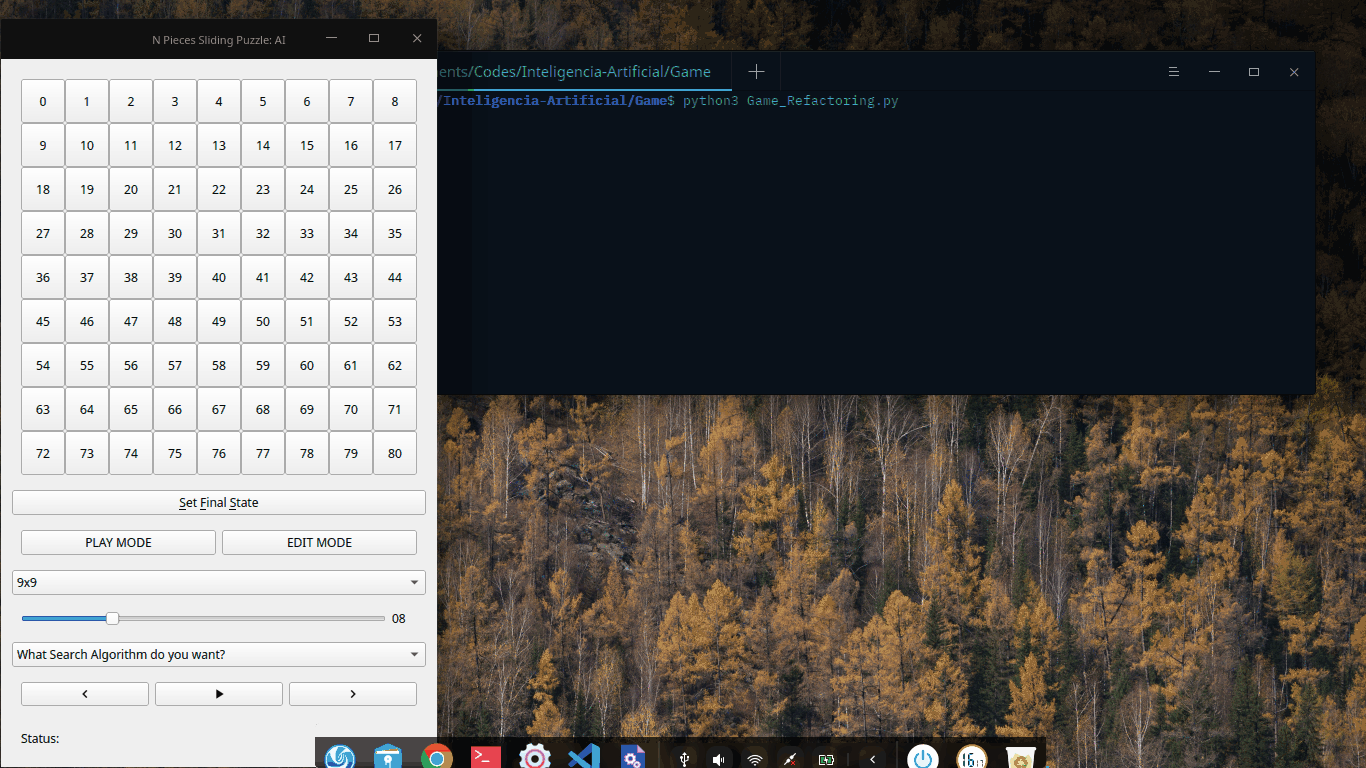 N Pieces Sliding Puzzle: AI
ents/Codes/Inteligencia-Artificial/Game
/Inteligencia-Artificial/Game$ python3 Game_Refactoring.py
0 1 2 3 4 5 6 7 8
9 10 11 12 13 14 15 16 17
18 19 20 21 22 23 24 25 26
27 28 29 30 31 32 33 34 35
36 37 38 39 40 41 42 43 44
45 46 47 48 49 50 51 52 53
54 55 56 57 58 59 60 61 62
63 64 65 66 67 68 69 70 71
72 73 74 75 76 77 78 79 80
Set Final State
PLAY MODE EDIT MODE
9x9
08
What Search Algorithm do you want?
Status: